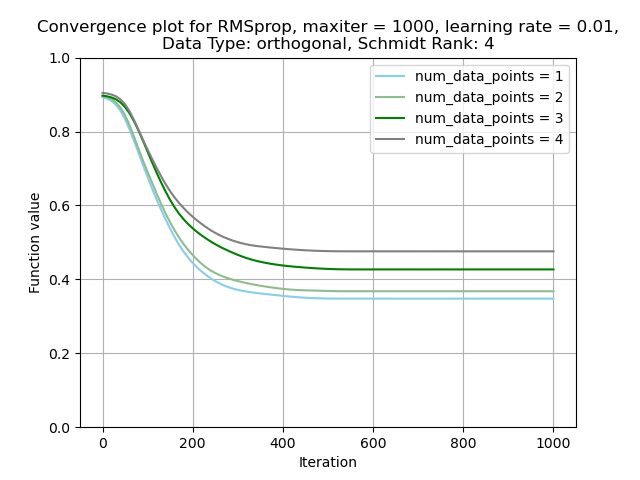 Convergence plot for RMSprop, maxiter = 1000, learning rate = 0.01,
Data Type: orthogonal, Schmidt Rank: 4
num_data_points = 1
num_data_points = 2
num_data_points = 3
num_data_points = 4
Function value
1.0
0.8
0.6
0.4
0.2
0.0
0 200 400 600 800 1000
Iteration